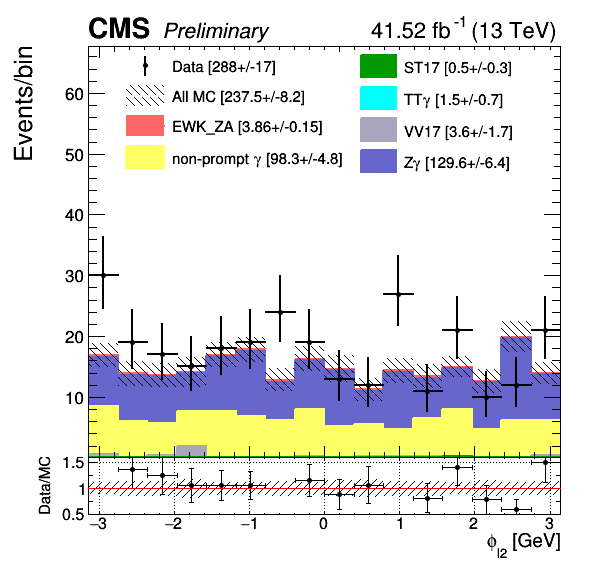 CMS Preliminary 41.52 fb⁻¹ (13 TeV)
Events/bin
Data [288+/-17]
All MC [237.5+/-8.2]
EWK_ZA [3.86+/-0.15]
non-prompt γ [98.3+/-4.8]
ST17 [0.5+/-0.3]
TTγ [1.5+/-0.7]
VV17 [3.6+/-1.7]
Zγ [129.6+/-6.4]
60
50
40
30
20
10
Data/MC
1.5
1
0.5
−3 −2 −1 0 1 2 3
ϕ_l2 [GeV]